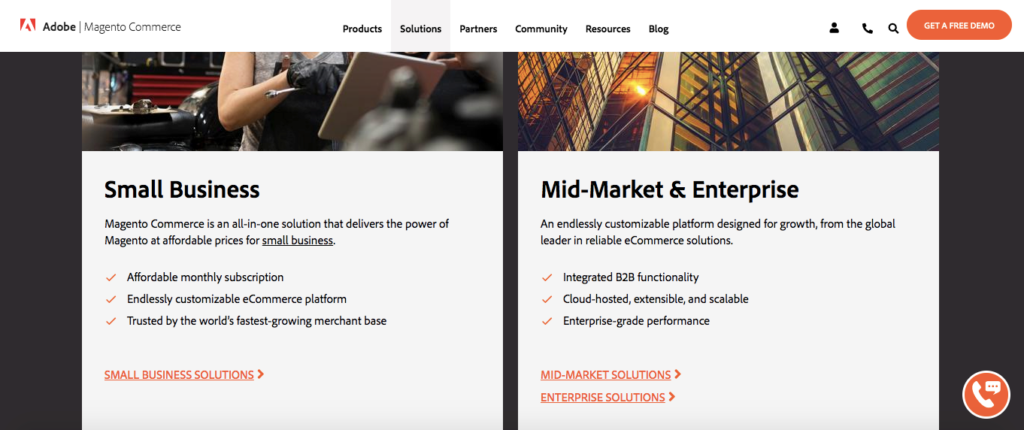 Adobe | Magento Commerce
Products Solutions Partners Community Resources Blog
GET A FREE DEMO
Small Business
Magento Commerce is an all-in-one solution that delivers the power of
Magento at affordable prices for small business.
Affordable monthly subscription
Endlessly customizable eCommerce platform
Trusted by the world's fastest-growing merchant base
SMALL BUSINESS SOLUTIONS
Mid-Market & Enterprise
An endlessly customizable platform designed for growth, from the global
leader in reliable eCommerce solutions.
Integrated B2B functionality
Cloud-hosted, extensible, and scalable
Enterprise-grade performance
MID-MARKET SOLUTIONS
ENTERPRISE SOLUTIONS